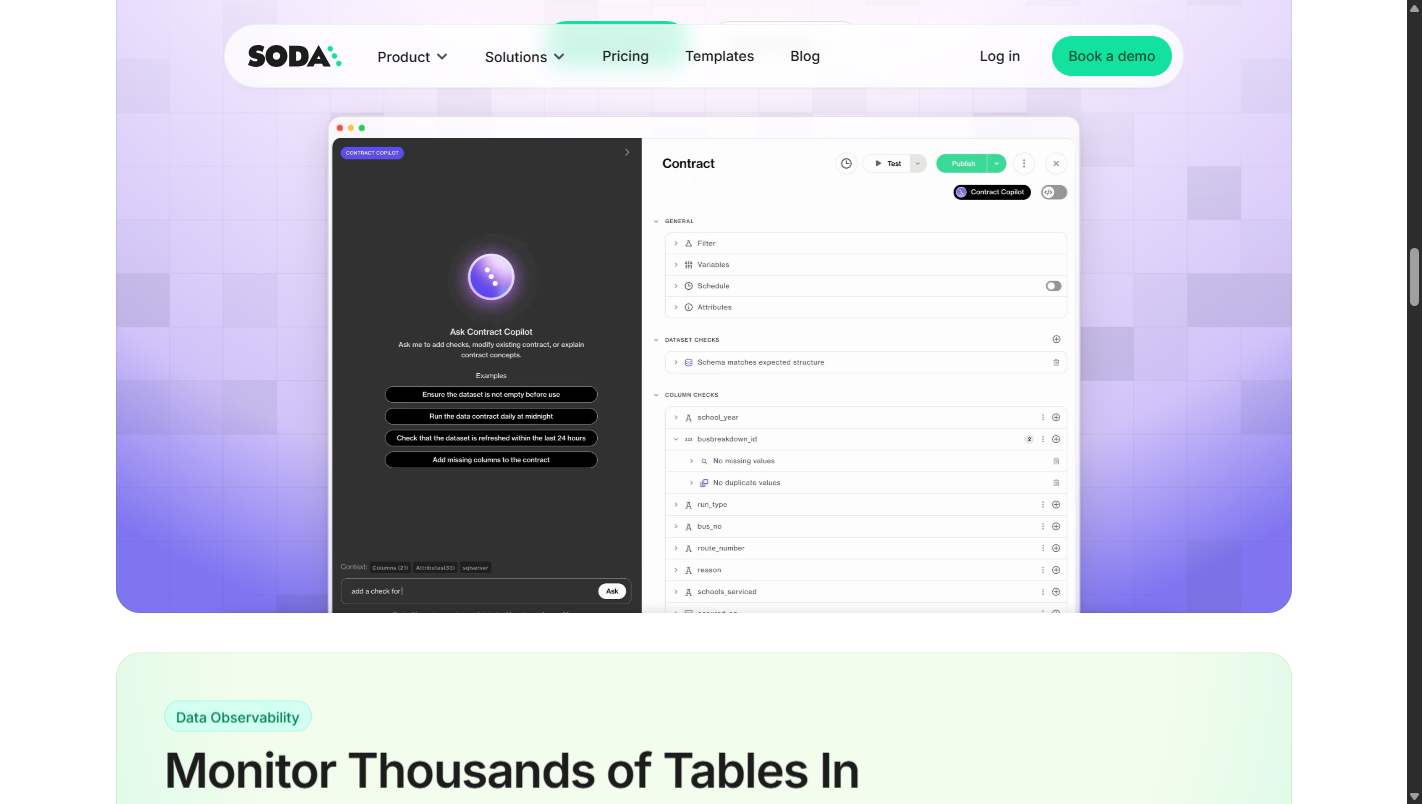 SODA
Product
Solutions
Pricing
Templates
Blog
Log in
Book a demo
CONTRACT COPILOT
Ask Contract Copilot
Ask me to add checks, modify existing contract, or explain
contract concepts.
Examples
Ensure the dataset is not empty before use
Run the data contract daily at midnight
Check that the dataset is refreshed within the last 24 hours
Add missing columns to the contract
Context:
Columns (21)
Attributes(33)
sqlserver
add a check for
Ask
Contract
Test
Publish
Contract Copilot
GENERAL
Filter
Variables
Schedule
Attributes
DATASET CHECKS
Schema matches expected structure
COLUMN CHECKS
school_year
123 busbreakdown_id
2
No missing values
No duplicate values
run_type
bus_no
route_number
reason
schools_serviced
Data Observability
Monitor Thousands of Tables In